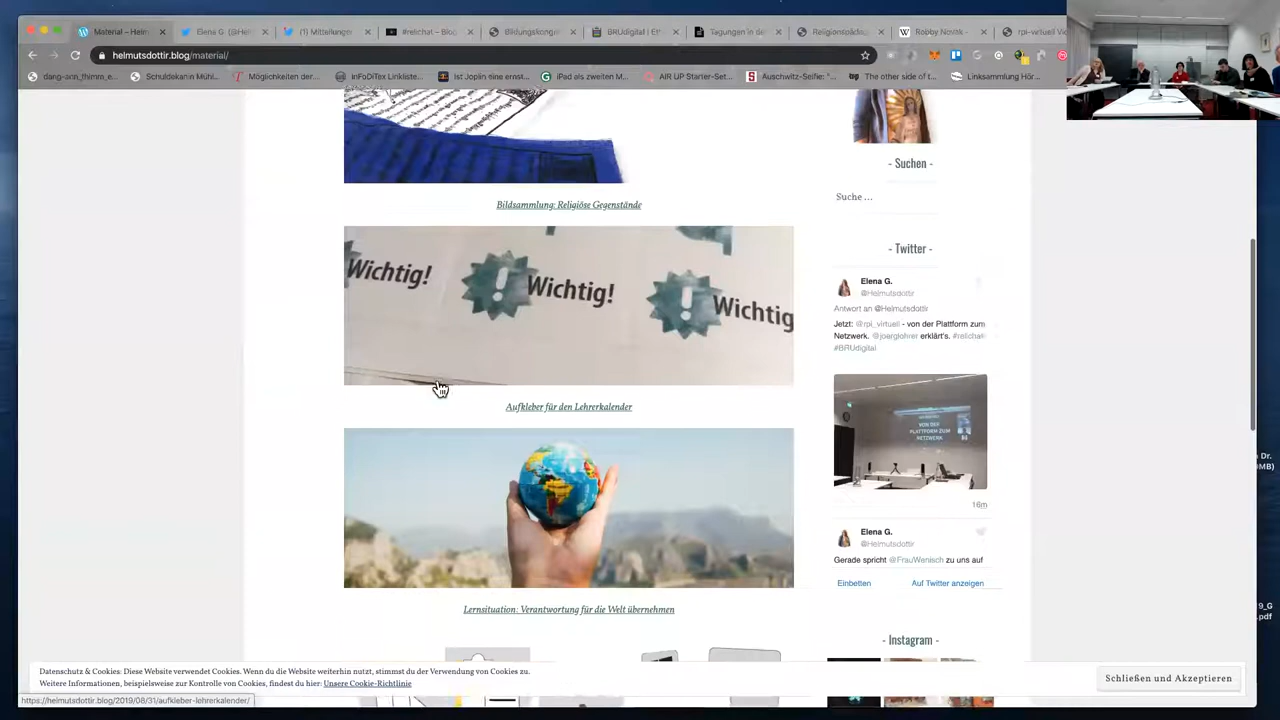 Material – Helm
Elena G. (@Hel
(1) Mitteilungen
#relichat – Blog
Bildungskongr
BRUdigital | Et
Tagungen in de
Religionspädag
Robby Novak -
rpi-virtuell Vi
helmutsdottir.blog/material/
Schuldekanin Mühl...
Möglichkeiten der...
InFoDiTex Linkliste...
Ist Joplin eine ernst...
iPad als zweiten M...
AIR UP Starter-Set...
Auschwitz-Selfie: "...
The other side of t...
Linksammlung Hör...
Bildsammlung: Religiöse Gegenstände
Wichtig! Wichtig! Wichtig
Aufkleber für den Lehrerkalender
Lernsituation: Verantwortung für die Welt übernehmen
- Suchen -
Suche ...
- Twitter -
Elena G.
@Helmutsdottir
Antwort an @Helmutsdottir
Jetzt: @rpi_virtuell - von der Plattform zum
Netzwerk. @joerglohrer erklärt's. #relichat
#BRUdigital
VON DER
PLATTFORM ZUM
NETZWERK
16m
Elena G.
@Helmutsdottir
Gerade spricht @FrauWenisch zu uns auf
Einbetten
Auf Twitter anzeigen
- Instagram -
Dr.
MB)
9_G
.pdf
Datenschutz & Cookies: Diese Website verwendet Cookies. Wenn du die Website weiterhin nutzt, stimmst du der Verwendung von Cookies zu.
Weitere Informationen, beispielsweise zur Kontrolle von Cookies, findest du hier: Unsere Cookie-Richtlinie
Schließen und Akzeptieren
https://helmutsdottir.blog/2019/08/31/aufkleber-lehrerkalender/